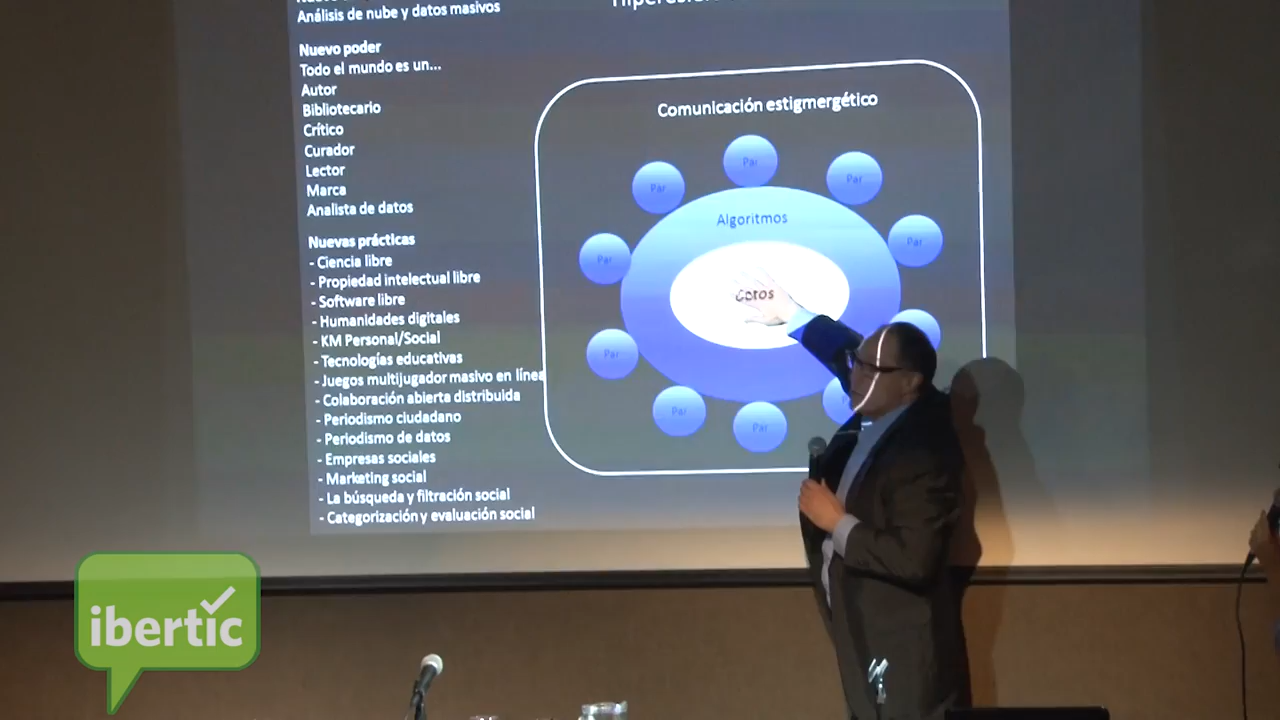 Análisis de nube y datos masivos
Nuevo poder
Todo el mundo es un...
Autor
Bibliotecario
Crítico
Curador
Lector
Marca
Analista de datos
Nuevas prácticas
- Ciencia libre
- Propiedad intelectual libre
- Software libre
- Humanidades digitales
- KM Personal/Social
- Tecnologías educativas
- Juegos multijugador masivo en línea
- Colaboración abierta distribuida
- Periodismo ciudadano
- Periodismo de datos
- Empresas sociales
- Marketing social
- La búsqueda y filtración social
- Categorización y evaluación social
Comunicación estigmergético
Par
Par
Par
Par
Par
Par
Par
Par
Algoritmos
ibertic